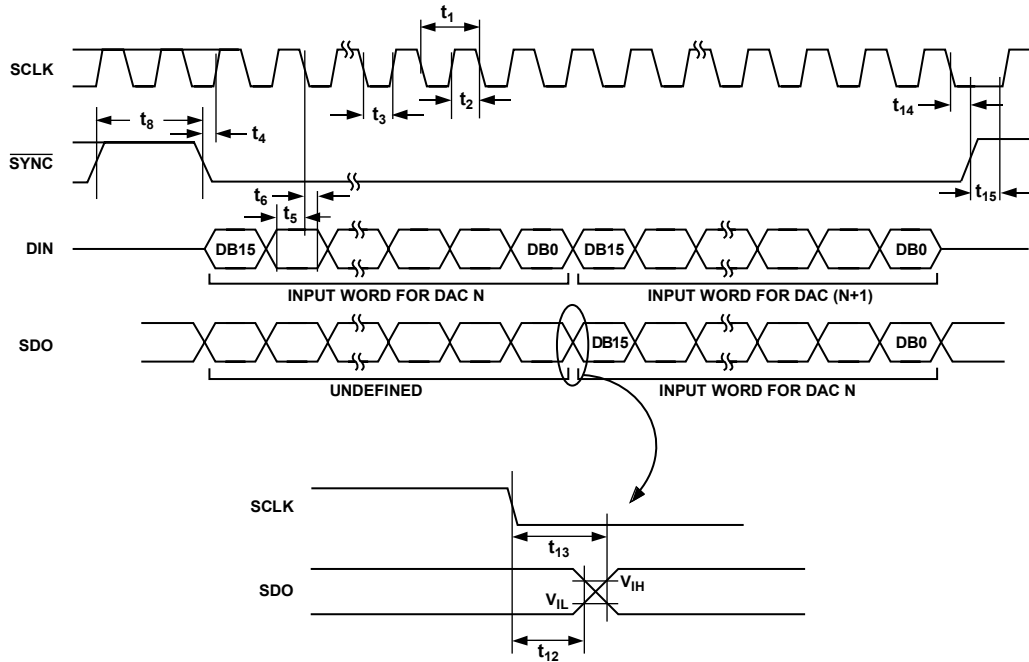 t1
SCLK
t3
t2
t14
t8
t4
SYNC
t15
t6
t5
DIN
DB15
DB0
DB15
DB0
INPUT WORD FOR DAC N
INPUT WORD FOR DAC (N+1)
SDO
DB15
DB0
UNDEFINED
INPUT WORD FOR DAC N
SCLK
t13
SDO
VIH
VIL
t12